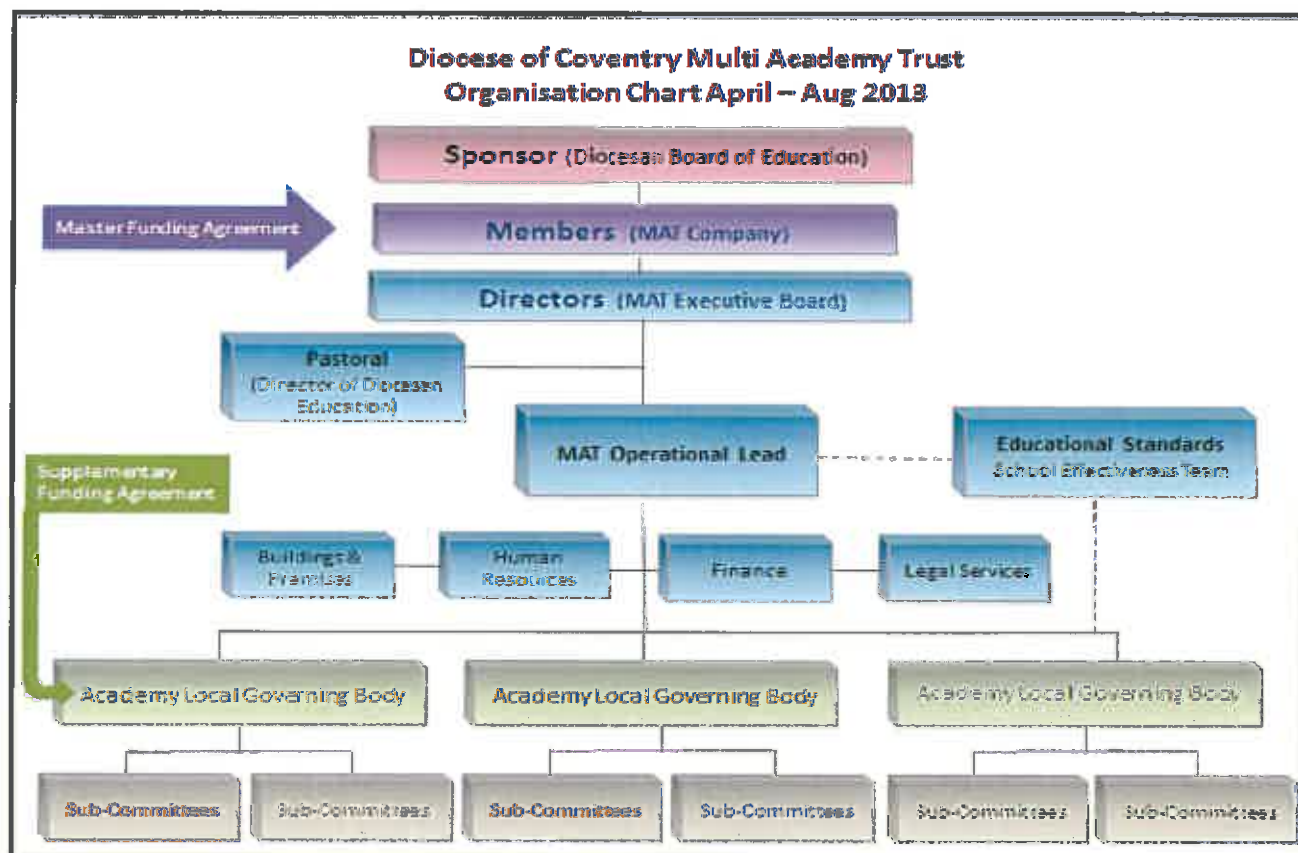 Diocese of Coventry Multi Academy Trust
Organisation Chart April – Aug 2013
Sponsor (Diocesan Board of Education)
Master Funding Agreement
Members (MAT Company)
Directors (MAT Executive Board)
Pastoral
(Director of Diocesan
Education)
MAT Operational Lead
Educational Standards
School Effectiveness Team
Supplementary
Funding Agreement
Buildings &
Premises
Human
Resources
Finance
Legal Services
Academy Local Governing Body
Academy Local Governing Body
Academy Local Governing Body
Sub-Committees
Sub-Committees
Sub-Committees
Sub-Committees
Sub-Committees
Sub-Committees